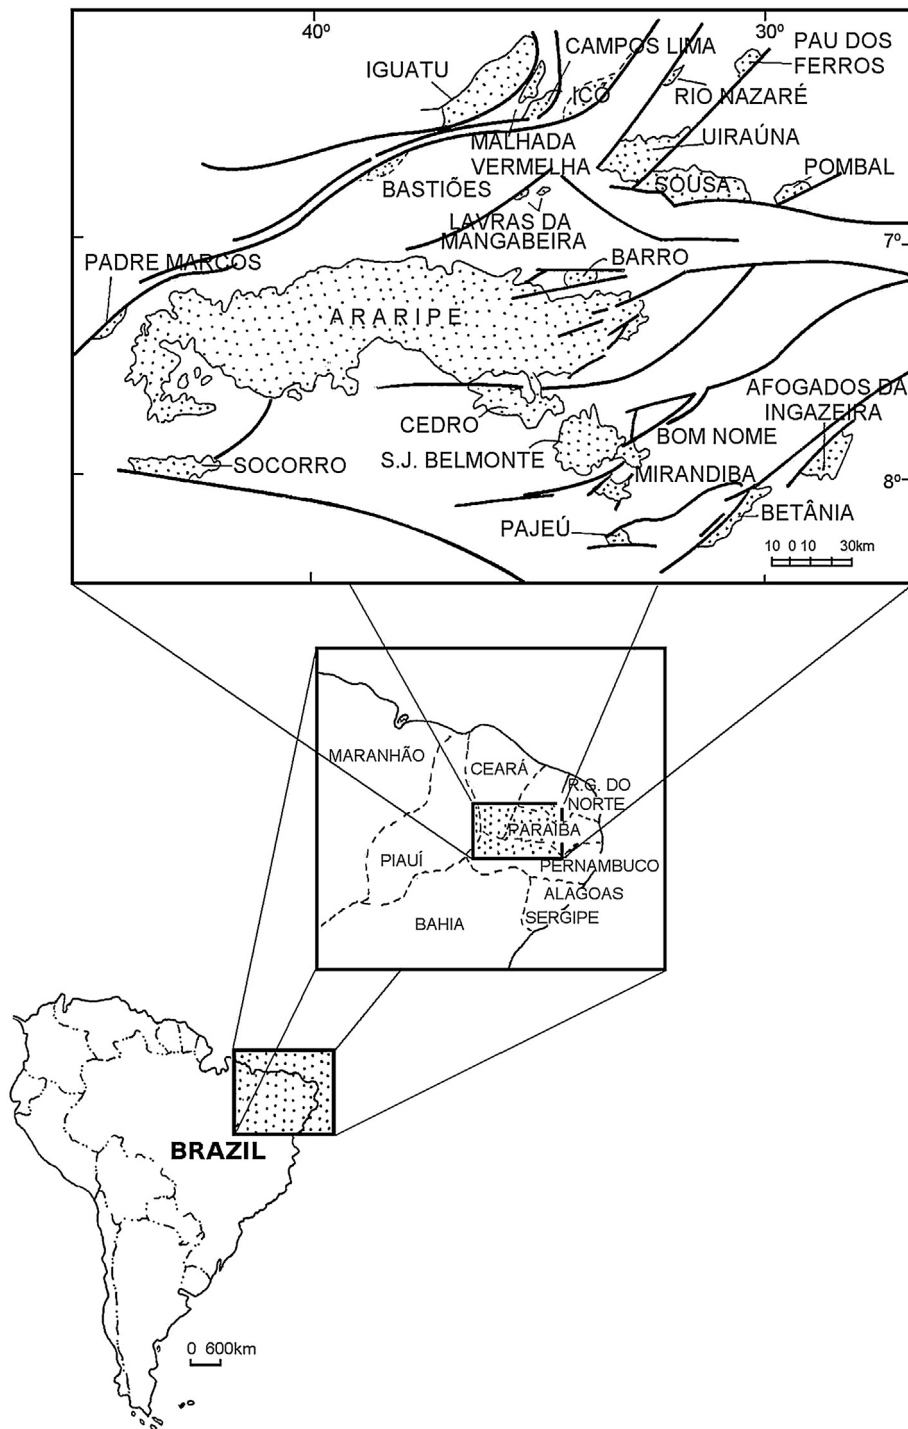 40º
30º
CAMPOS LIMA
PAU DOS
FERROS
IGUATU
ICÓ
RIO NAZARÉ
MALHADA
VERMELHA
UIRAÚNA
BASTIÕES
SOUSA
POMBAL
LAVRAS DA
MANGABEIRA
7º
PADRE MARCOS
BARRO
ARARIPE
AFOGADOS DA
INGAZEIRA
CEDRO
BOM NOME
S.J. BELMONTE
SOCORRO
MIRANDIBA
8º
PAJEÚ
BETÂNIA
10 0 10 30km
MARANHÃO
CEARÁ
R.G. DO
NORTE
PARAÍBA
PIAUÍ
PERNAMBUCO
ALAGOAS
BAHIA
SERGIPE
BRAZIL
0 600km